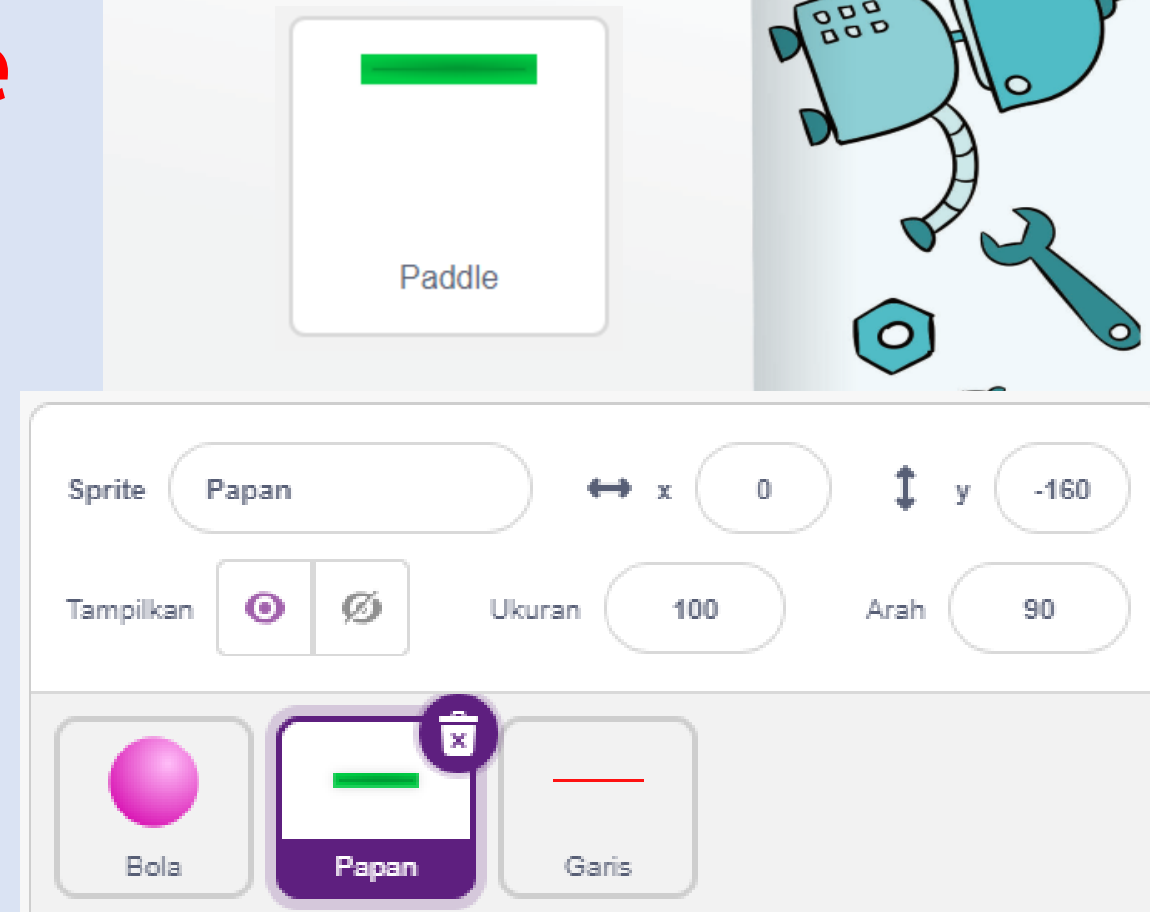 e
Paddle
Sprite Papan x 0 y -160
Tampilkan Ukuran 100 Arah 90
Bola Papan Garis